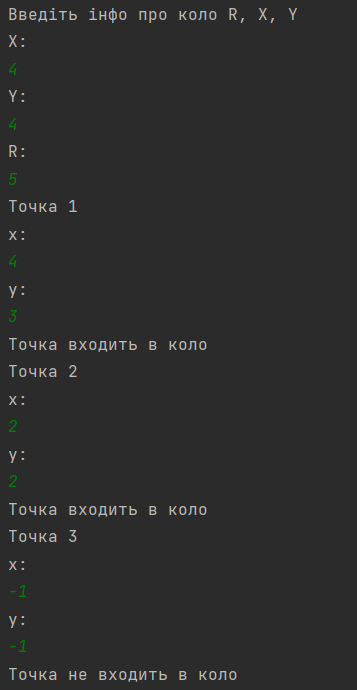 Введіть інфо про коло R, X, Y
X:
4
Y:
4
R:
5
Точка 1
x:
4
y:
3
Точка входить в коло
Точка 2
x:
2
y:
2
Точка входить в коло
Точка 3
x:
-1
y:
-1
Точка не входить в коло